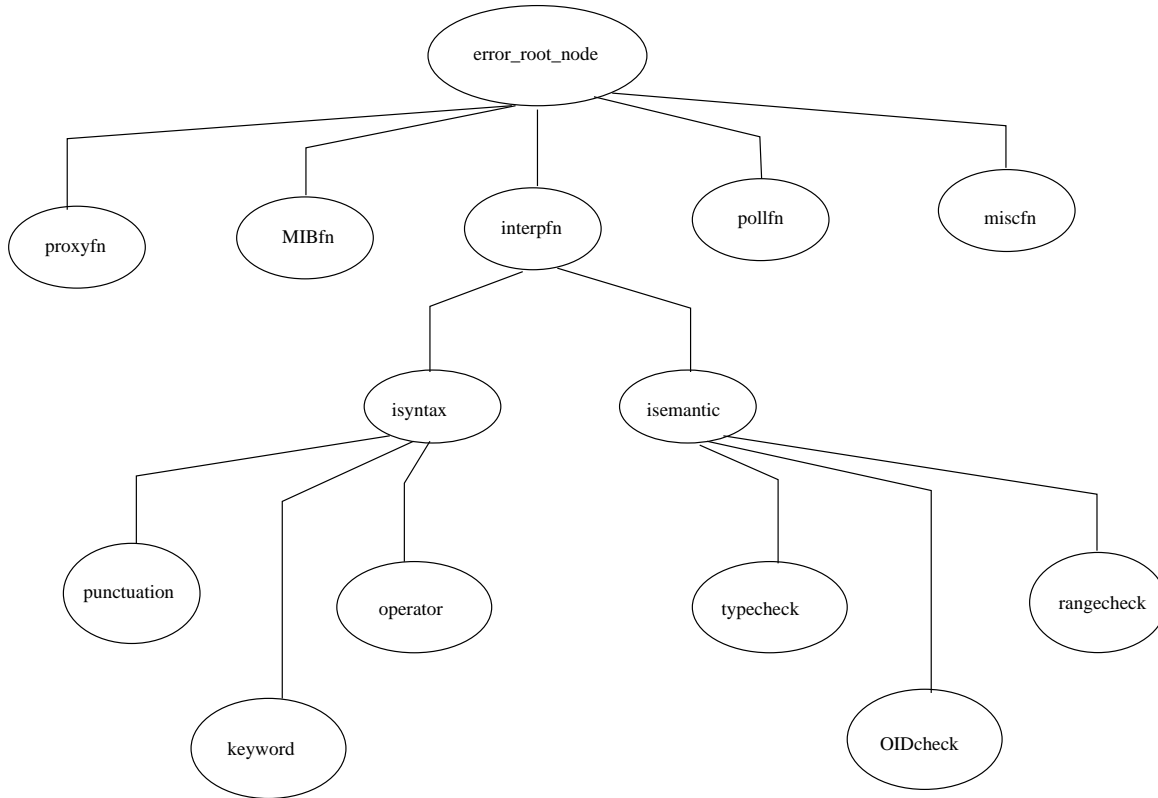 error_root_node
proxyfn
MIBfn
interpfn
pollfn
miscfn
isyntax
isemantic
punctuation
operator
typecheck
rangecheck
keyword
OIDcheck